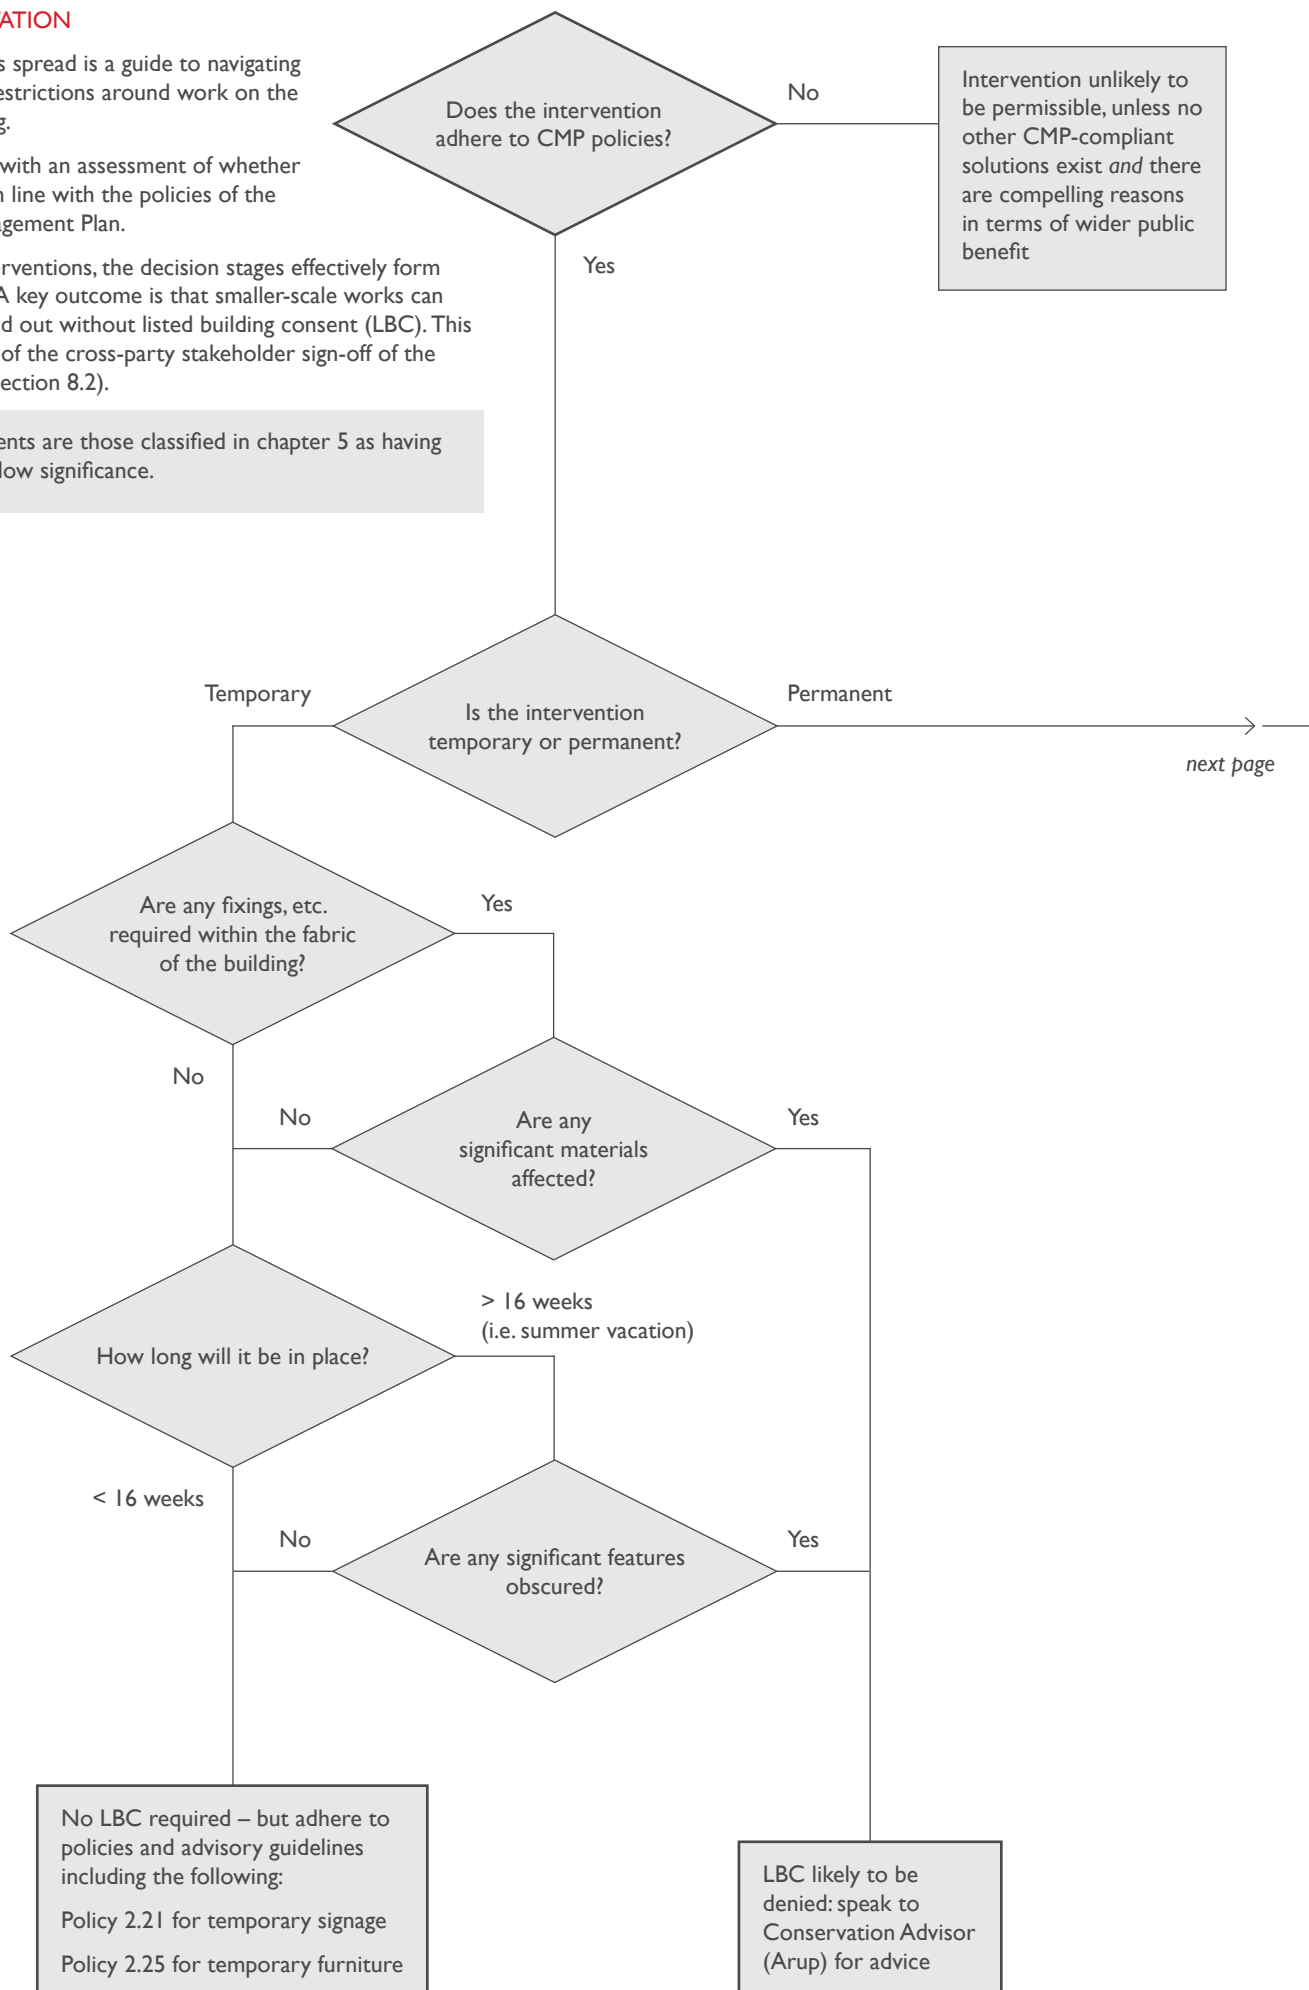 TATION
s spread is a guide to navigating
estrictions around work on the
g.
with an assessment of whether
n line with the policies of the
agement Plan.
erventions, the decision stages effectively form
A key outcome is that smaller-scale works can
d out without listed building consent (LBC). This
of the cross-party stakeholder sign-off of the
ection 8.2).
ents are those classified in chapter 5 as having
low significance.
Does the intervention
adhere to CMP policies?
No
Intervention unlikely to
be permissible, unless no
other CMP-compliant
solutions exist and there
are compelling reasons
in terms of wider public
benefit
Yes
Temporary
Is the intervention
temporary or permanent?
Permanent
next page
Are any fixings, etc.
required within the fabric
of the building?
Yes
No
No
Are any
significant materials
affected?
Yes
How long will it be in place?
> 16 weeks
(i.e. summer vacation)
< 16 weeks
No
Are any significant features
obscured?
Yes
No LBC required – but adhere to
policies and advisory guidelines
including the following:
Policy 2.21 for temporary signage
Policy 2.25 for temporary furniture
LBC likely to be
denied: speak to
Conservation Advisor
(Arup) for advice